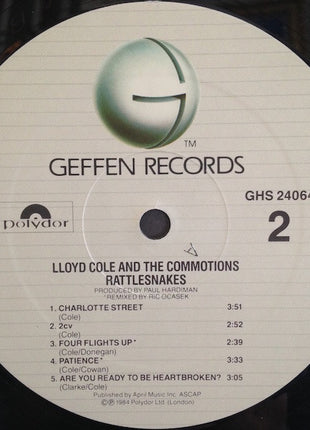 TM
GEFFEN RECORDS
polydor
GHS 24064
2
LLOYD COLE AND THE COMMOTIONS
RATTLESNAKES
PRODUCED BY PAUL HARDIMAN
*REMIXED BY RIC OCASEK
1. CHARLOTTE STREET 3:51
(Cole)
2. 2cv 2:52
(Cole)
3. FOUR FLIGHTS UP* 2:39
(Cole/Donegan)
4. PATIENCE* 3:33
(Cole/Cowan)
5. ARE YOU READY TO BE HEARTBROKEN? 3:05
(Clarke/Cole)
Published by April Music Inc. ASCAP
©℗1984 Polydor Ltd. (London)